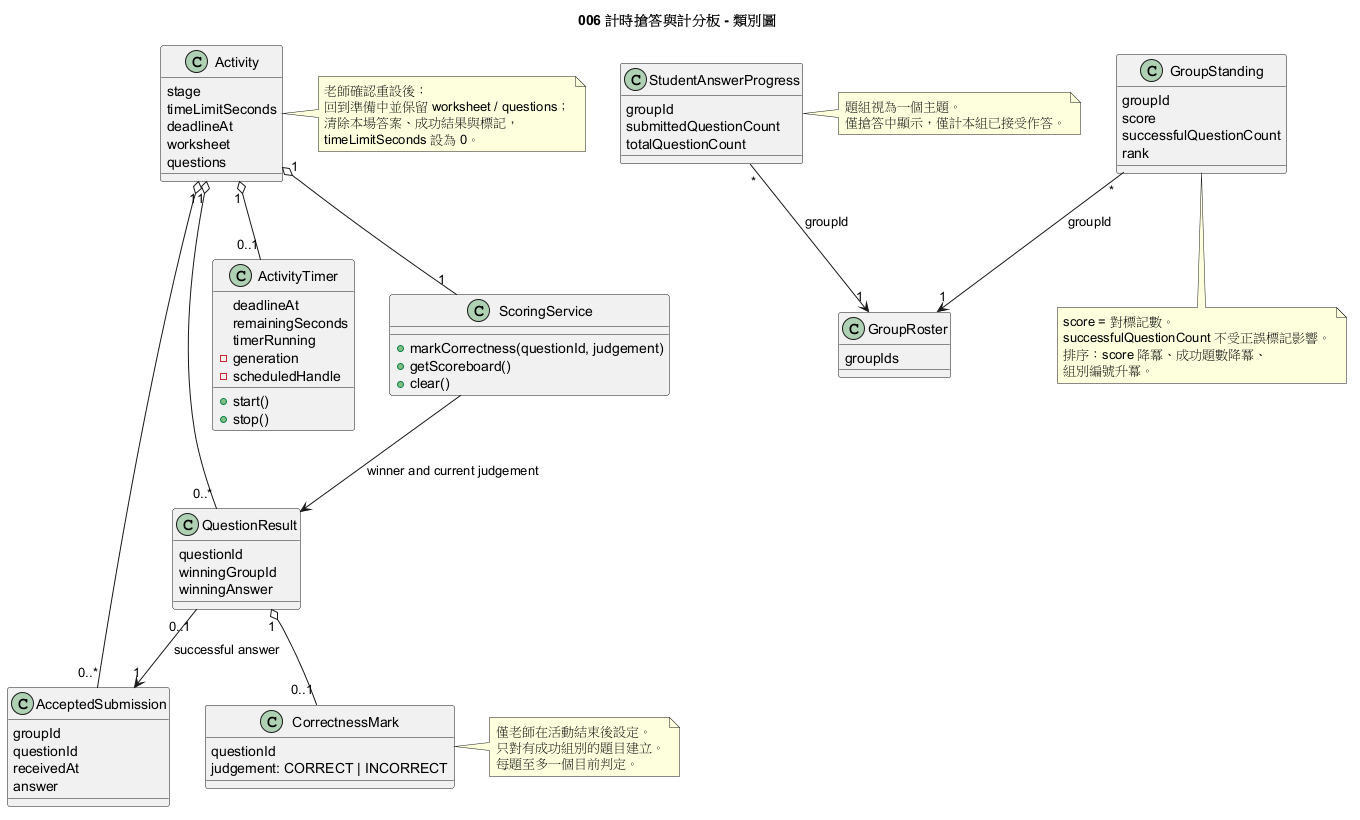 006 計時搶答與計分板 - 類別圖
C Activity
stage
timeLimitSeconds
deadlineAt
worksheet
questions
老師確認重設後：
回到準備中並保留 worksheet / questions；
清除本場答案、成功結果與標記，
timeLimitSeconds 設為 0。
C StudentAnswerProgress
groupId
submittedQuestionCount
totalQuestionCount
題組視為一個主題。
僅搶答中顯示，僅計本組已接受作答。
C GroupStanding
groupId
score
successfulQuestionCount
rank
1
1
1
1
1
*
*
groupId
groupId
0..1
1
1
1
C ActivityTimer
deadlineAt
remainingSeconds
timerRunning
generation
scheduledHandle
start()
stop()
C ScoringService
markCorrectness(questionId, judgement)
getScoreboard()
clear()
C GroupRoster
groupIds
score = 對標記數。
successfulQuestionCount 不受正誤標記影響。
排序：score 降冪、成功題數降冪、
組別編號升冪。
winner and current judgement
0..*
C QuestionResult
questionId
winningGroupId
winningAnswer
0..1
1
successful answer
0..*
1
0..1
C AcceptedSubmission
groupId
questionId
receivedAt
answer
C CorrectnessMark
questionId
judgement: CORRECT | INCORRECT
僅老師在活動結束後設定。
只對有成功組別的題目建立。
每題至多一個目前判定。